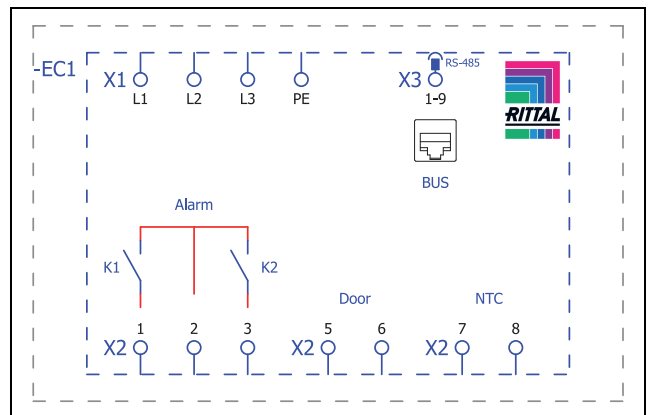 -EC1
X1
L1
L2
L3
PE
X3
RS-485
1-9
RITTAL
BUS
Alarm
K1
K2
Door
NTC
X2
1
2
3
X2
5
6
X2
7
8